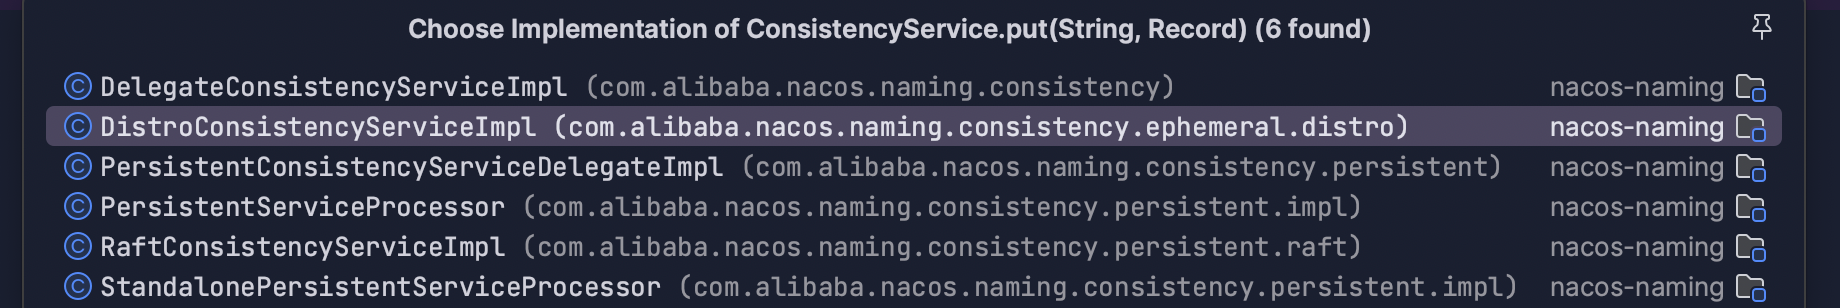 Choose Implementation of ConsistencyService.put(String, Record) (6 found)
DelegateConsistencyServiceImpl (com.alibaba.nacos.naming.consistency) nacos-naming
DistroConsistencyServiceImpl (com.alibaba.nacos.naming.consistency.ephemeral.distro) nacos-naming
PersistentConsistencyServiceDelegateImpl (com.alibaba.nacos.naming.consistency.persistent) nacos-naming
PersistentServiceProcessor (com.alibaba.nacos.naming.consistency.persistent.impl) nacos-naming
RaftConsistencyServiceImpl (com.alibaba.nacos.naming.consistency.persistent.raft) nacos-naming
StandalonePersistentServiceProcessor (com.alibaba.nacos.naming.consistency.persistent.impl) nacos-naming